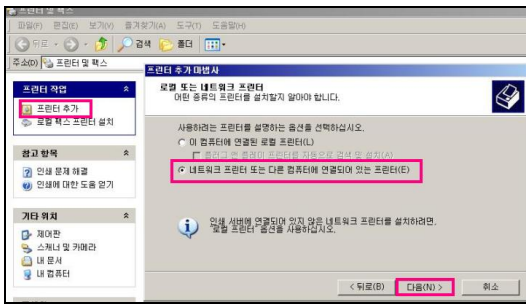 프린터 및 팩스
파일(F) 편집(E) 보기(V) 즐겨찾기(A) 도구(T) 도움말(H)
뒤로 검색 폴더
주소(D) 프린터 및 팩스
프린터 작업
프린터 추가
로컬 팩스 프린터 설치
참고 항목
인쇄 문제 해결
인쇄에 대한 도움 얻기
기타 위치
제어판
스캐너 및 카메라
내 문서
내 컴퓨터
프린터 추가 마법사
로컬 또는 네트워크 프린터
어떤 종류의 프린터를 설치할지 알아야 합니다.
사용하려는 프린터를 설명하는 옵션을 선택하십시오.
이 컴퓨터에 연결된 로컬 프린터(L)
플러그 앤 플레이 프린터를 자동으로 검색 및 설치(A)
네트워크 프린터 또는 다른 컴퓨터에 연결되어 있는 프린터(E)
인쇄 서버에 연결되어 있지 않은 네트워크 프린터를 설치하려면,
"로컬 프린터" 옵션을 사용하십시오.
< 뒤로(B) 다음(N) > 취소